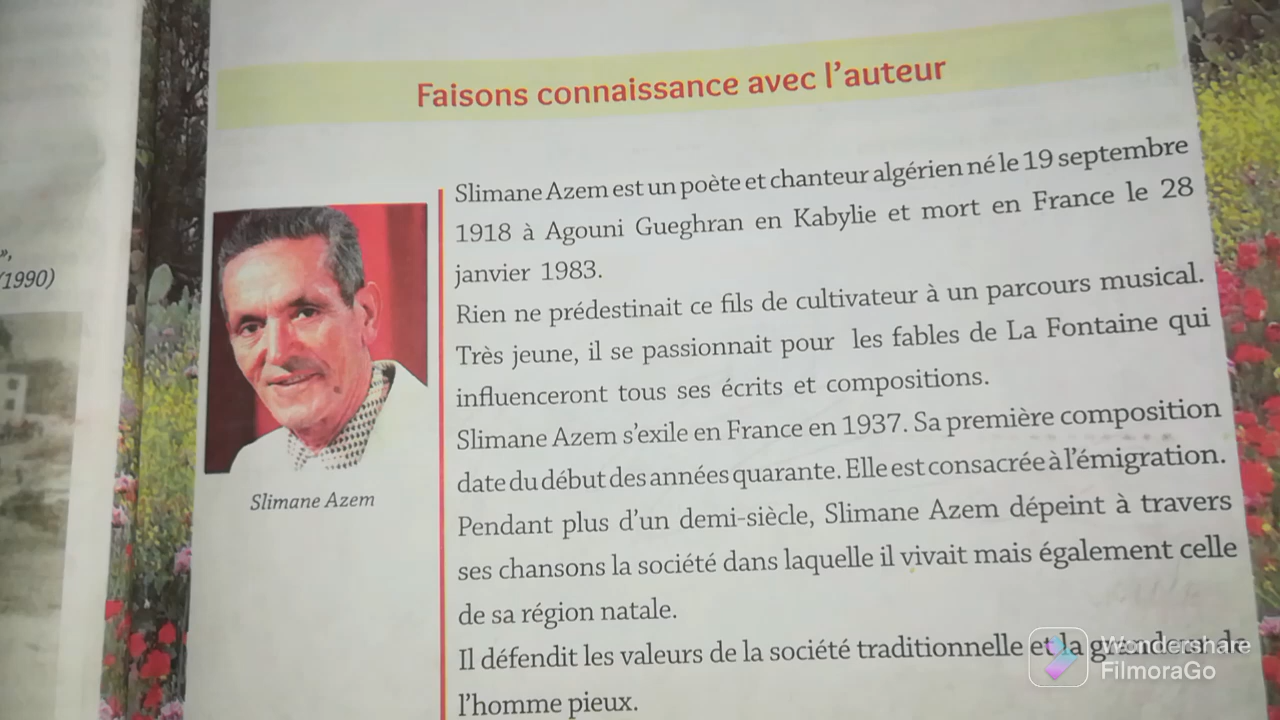 Faisons connaissance avec l'auteur
»,
(1990)
Slimane Azem
Slimane Azem est un poète et chanteur algérien né le 19 septembre
1918 à Agouni Gueghran en Kabylie et mort en France le 28
janvier 1983.
Rien ne prédestinait ce fils de cultivateur à un parcours musical.
Très jeune, il se passionnait pour les fables de La Fontaine qui
influenceront tous ses écrits et compositions.
Slimane Azem s'exile en France en 1937. Sa première composition
date du début des années quarante. Elle est consacrée à l'émigration.
Pendant plus d'un demi-siècle, Slimane Azem dépeint à travers
ses chansons la société dans laquelle il vivait mais également celle
de sa région natale.
Il défendit les valeurs de la société traditionnelle et la grandeur de
l'homme pieux.
Wondershare
FilmoraGo